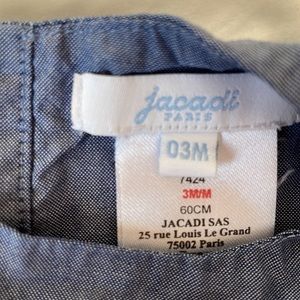 jacadi
PARIS
03M
7424
3M/M
60CM
JACADI SAS
25 rue Louis Le Grand
75002 Paris